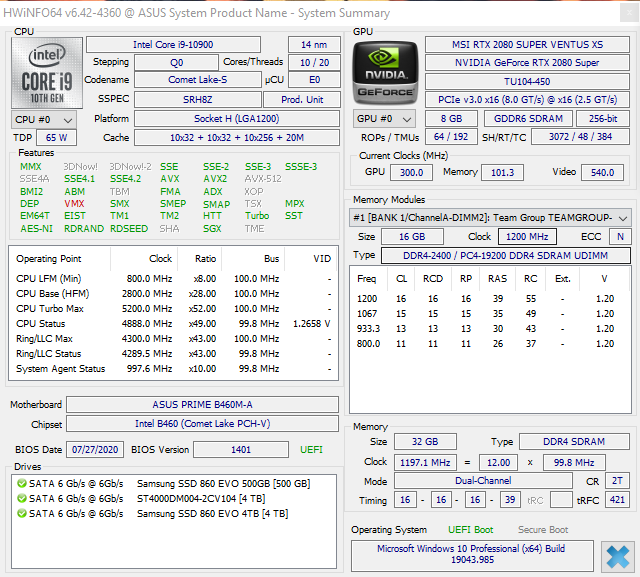 HWiNFO64 v6.42-4360 @ ASUS System Product Name - System Summary
CPU
intel
CORE i9
10TH GEN
Intel Core i9-10900 14 nm
Stepping Q0 Cores/Threads 10 / 20
Codename Comet Lake-S µCU E0
SSPEC SRH8Z Prod. Unit
CPU #0 Platform Socket H (LGA1200)
TDP 65 W Cache 10x32 + 10x32 + 10x256 + 20M
Features
MMX 3DNow! 3DNow!-2 SSE SSE-2 SSE-3 SSSE-3
SSE4A SSE4.1 SSE4.2 AVX AVX2 AVX-512
BMI2 ABM TBM FMA ADX XOP
DEP VMX SMX SMEP SMAP TSX MPX
EM64T EIST TM1 TM2 HTT Turbo SST
AES-NI RDRAND RDSEED SHA SGX TME
Operating Point Clock Ratio Bus VID
CPU LFM (Min) 800.0 MHz x8.00 100.0 MHz -
CPU Base (HFM) 2800.0 MHz x28.00 100.0 MHz -
CPU Turbo Max 5200.0 MHz x52.00 100.0 MHz -
CPU Status 4888.0 MHz x49.00 99.8 MHz 1.2658 V
Ring/LLC Max 4300.0 MHz x43.00 100.0 MHz -
Ring/LLC Status 4289.5 MHz x43.00 99.8 MHz -
System Agent Status 997.6 MHz x10.00 99.8 MHz -
Motherboard ASUS PRIME B460M-A
Chipset Intel B460 (Comet Lake PCH-V)
BIOS Date 07/27/2020 BIOS Version 1401 UEFI
Drives
SATA 6 Gb/s @ 6Gb/s Samsung SSD 860 EVO 500GB [500 GB]
SATA 6 Gb/s @ 6Gb/s ST4000DM004-2CV104 [4 TB]
SATA 6 Gb/s @ 6Gb/s Samsung SSD 860 EVO 4TB [4 TB]
GPU
NVIDIA
GEFORCE
MSI RTX 2080 SUPER VENTUS XS
NVIDIA GeForce RTX 2080 Super
TU104-450
PCIe v3.0 x16 (8.0 GT/s) @ x16 (2.5 GT/s)
GPU #0 8 GB GDDR6 SDRAM 256-bit
ROPs / TMUs 64 / 192 SH/RT/TC 3072 / 48 / 384
Current Clocks (MHz)
GPU 300.0 Memory 101.3 Video 540.0
Memory Modules
#1 [BANK 1/ChannelA-DIMM2]: Team Group TEAMGROUP-
Size 16 GB Clock 1200 MHz ECC N
Type DDR4-2400 / PC4-19200 DDR4 SDRAM UDIMM
Freq CL RCD RP RAS RC Ext. V
1200 16 16 16 39 55 - 1.20
1067 15 15 15 35 49 - 1.20
933.3 13 13 13 30 43 - 1.20
800.0 11 11 11 26 37 - 1.20
Memory
Size 32 GB Type DDR4 SDRAM
Clock 1197.1 MHz = 12.00 x 99.8 MHz
Mode Dual-Channel CR 2T
Timing 16 - 16 - 16 - 39 tRC tRFC 421
Operating System UEFI Boot Secure Boot
Microsoft Windows 10 Professional (x64) Build
19043.985